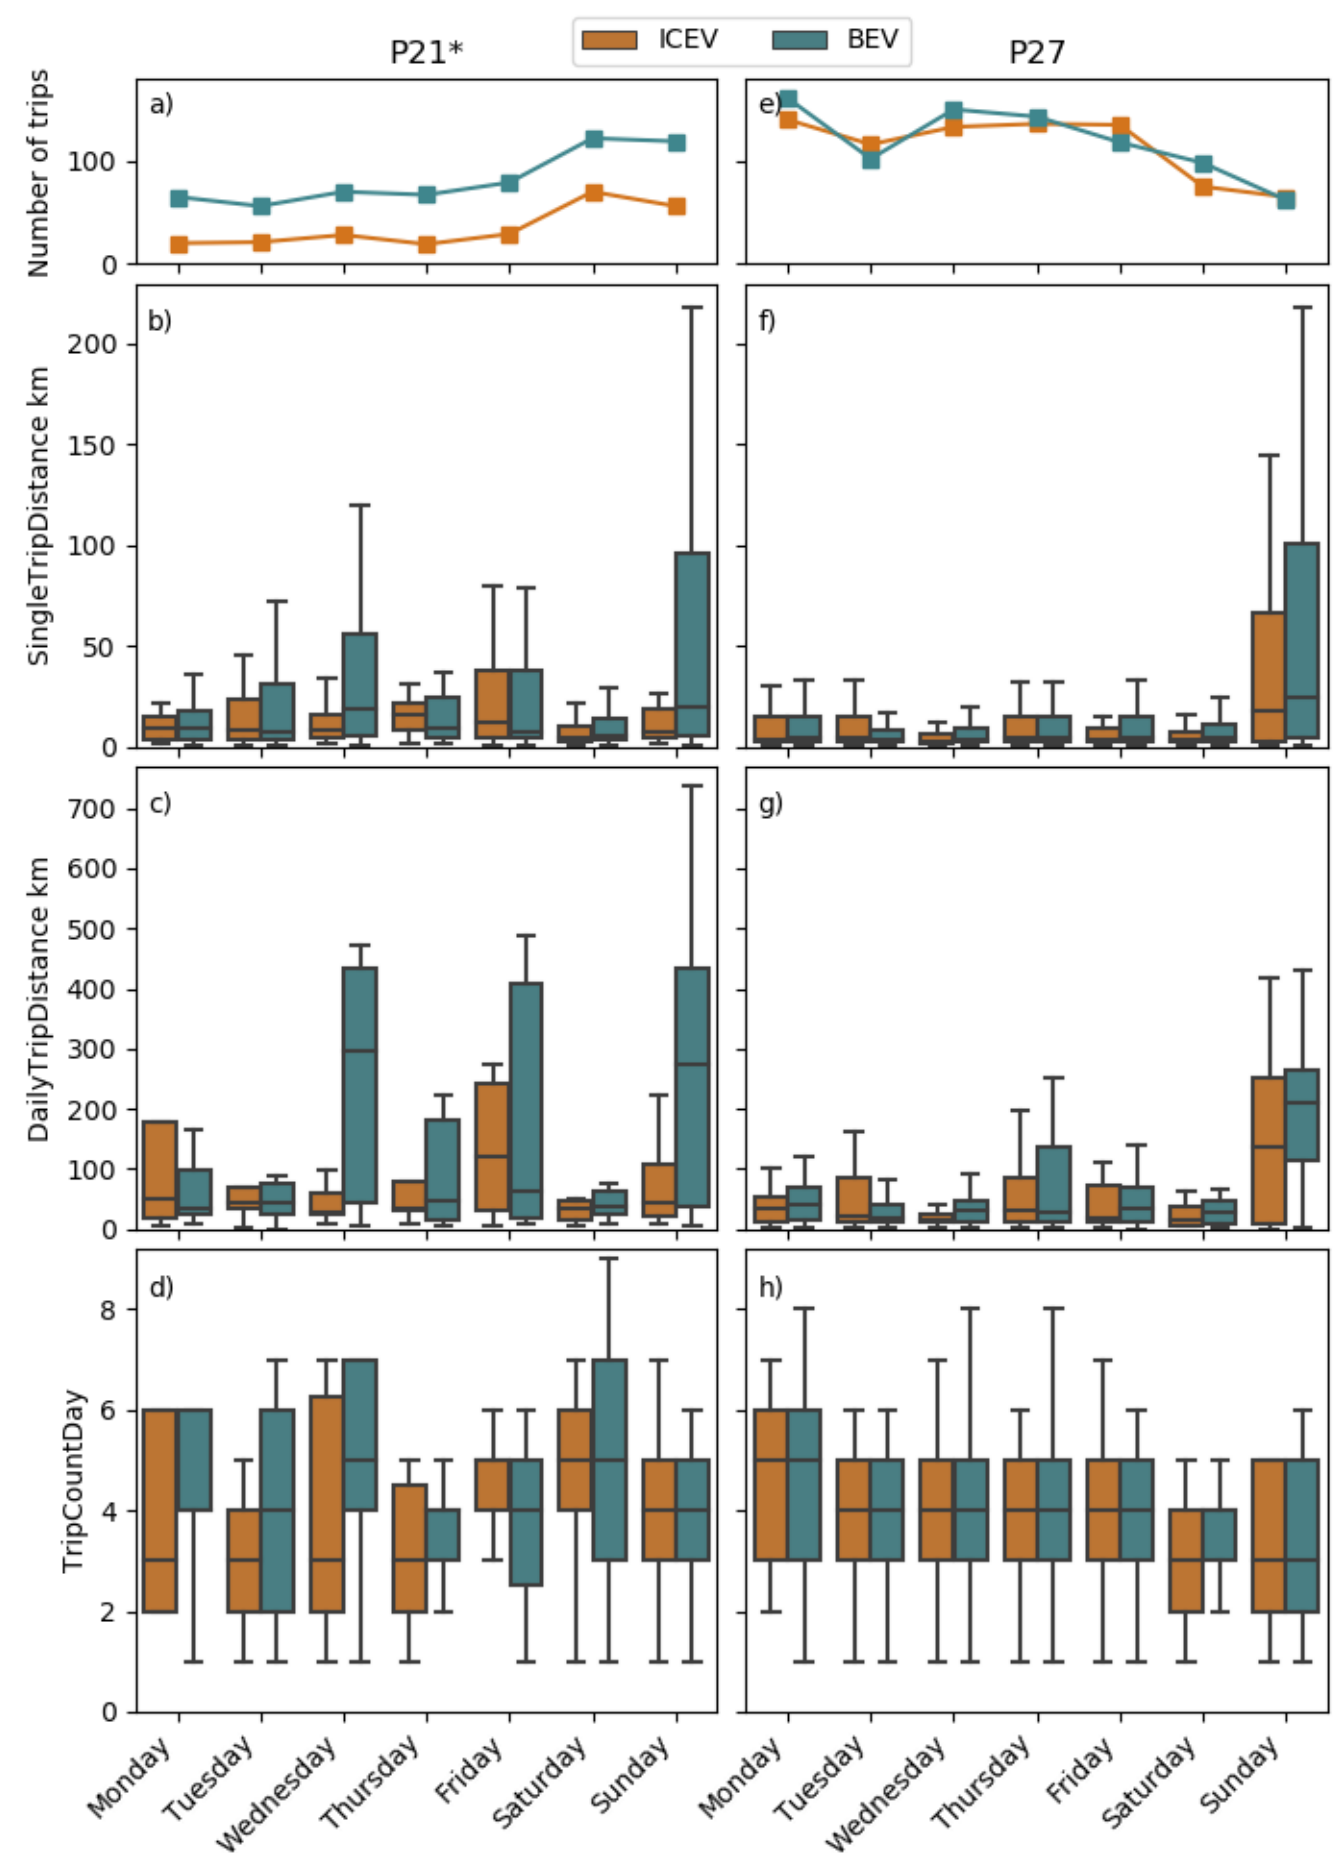 ICEV BEV
P21* P27
Number of trips
a) e)
100
0
SingleTripDistance km
b) f)
200
150
100
50
0
DailyTripDistance km
c) g)
700
600
500
400
300
200
100
0
TripCountDay
d) h)
8
6
4
2
0
Monday Tuesday Wednesday Thursday Friday Saturday Sunday Monday Tuesday Wednesday Thursday Friday Saturday Sunday